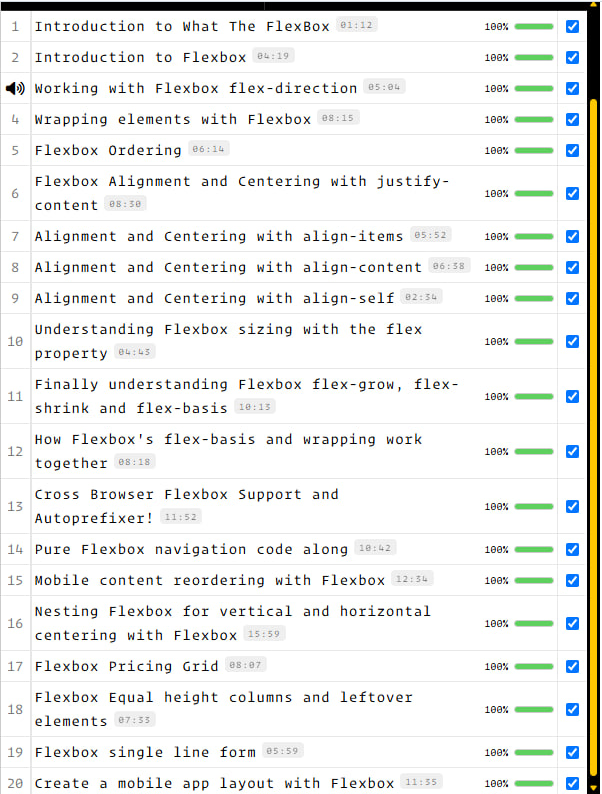 1 Introduction to What The FlexBox 01:12 100%
2 Introduction to Flexbox 04:19 100%
Working with Flexbox flex-direction 05:04 100%
4 Wrapping elements with Flexbox 08:15 100%
5 Flexbox Ordering 06:14 100%
6 Flexbox Alignment and Centering with justify-
content 08:30 100%
7 Alignment and Centering with align-items 05:52 100%
8 Alignment and Centering with align-content 06:38 100%
9 Alignment and Centering with align-self 02:34 100%
10 Understanding Flexbox sizing with the flex
property 04:43 100%
11 Finally understanding Flexbox flex-grow, flex-
shrink and flex-basis 10:13 100%
12 How Flexbox's flex-basis and wrapping work
together 08:18 100%
13 Cross Browser Flexbox Support and
Autoprefixer! 11:52 100%
14 Pure Flexbox navigation code along 10:42 100%
15 Mobile content reordering with Flexbox 12:34 100%
16 Nesting Flexbox for vertical and horizontal
centering with Flexbox 15:59 100%
17 Flexbox Pricing Grid 08:07 100%
18 Flexbox Equal height columns and leftover
elements 07:33 100%
19 Flexbox single line form 05:59 100%
20 Create a mobile app layout with Flexbox 11:35 100%